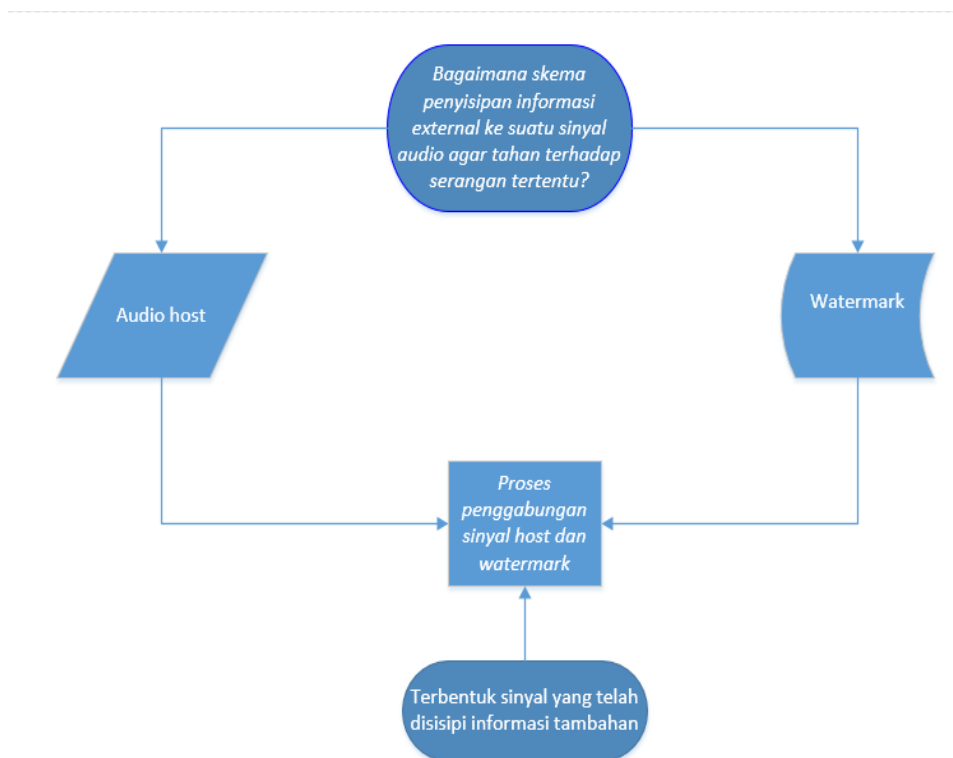 Bagaimana skema
penyisipan informasi
external ke suatu sinyal
audio agar tahan terhadap
serangan tertentu?
Audio host
Watermark
Proses
penggabungan
sinyal host dan
watermark
Terbentuk sinyal yang telah
disisipi informasi tambahan